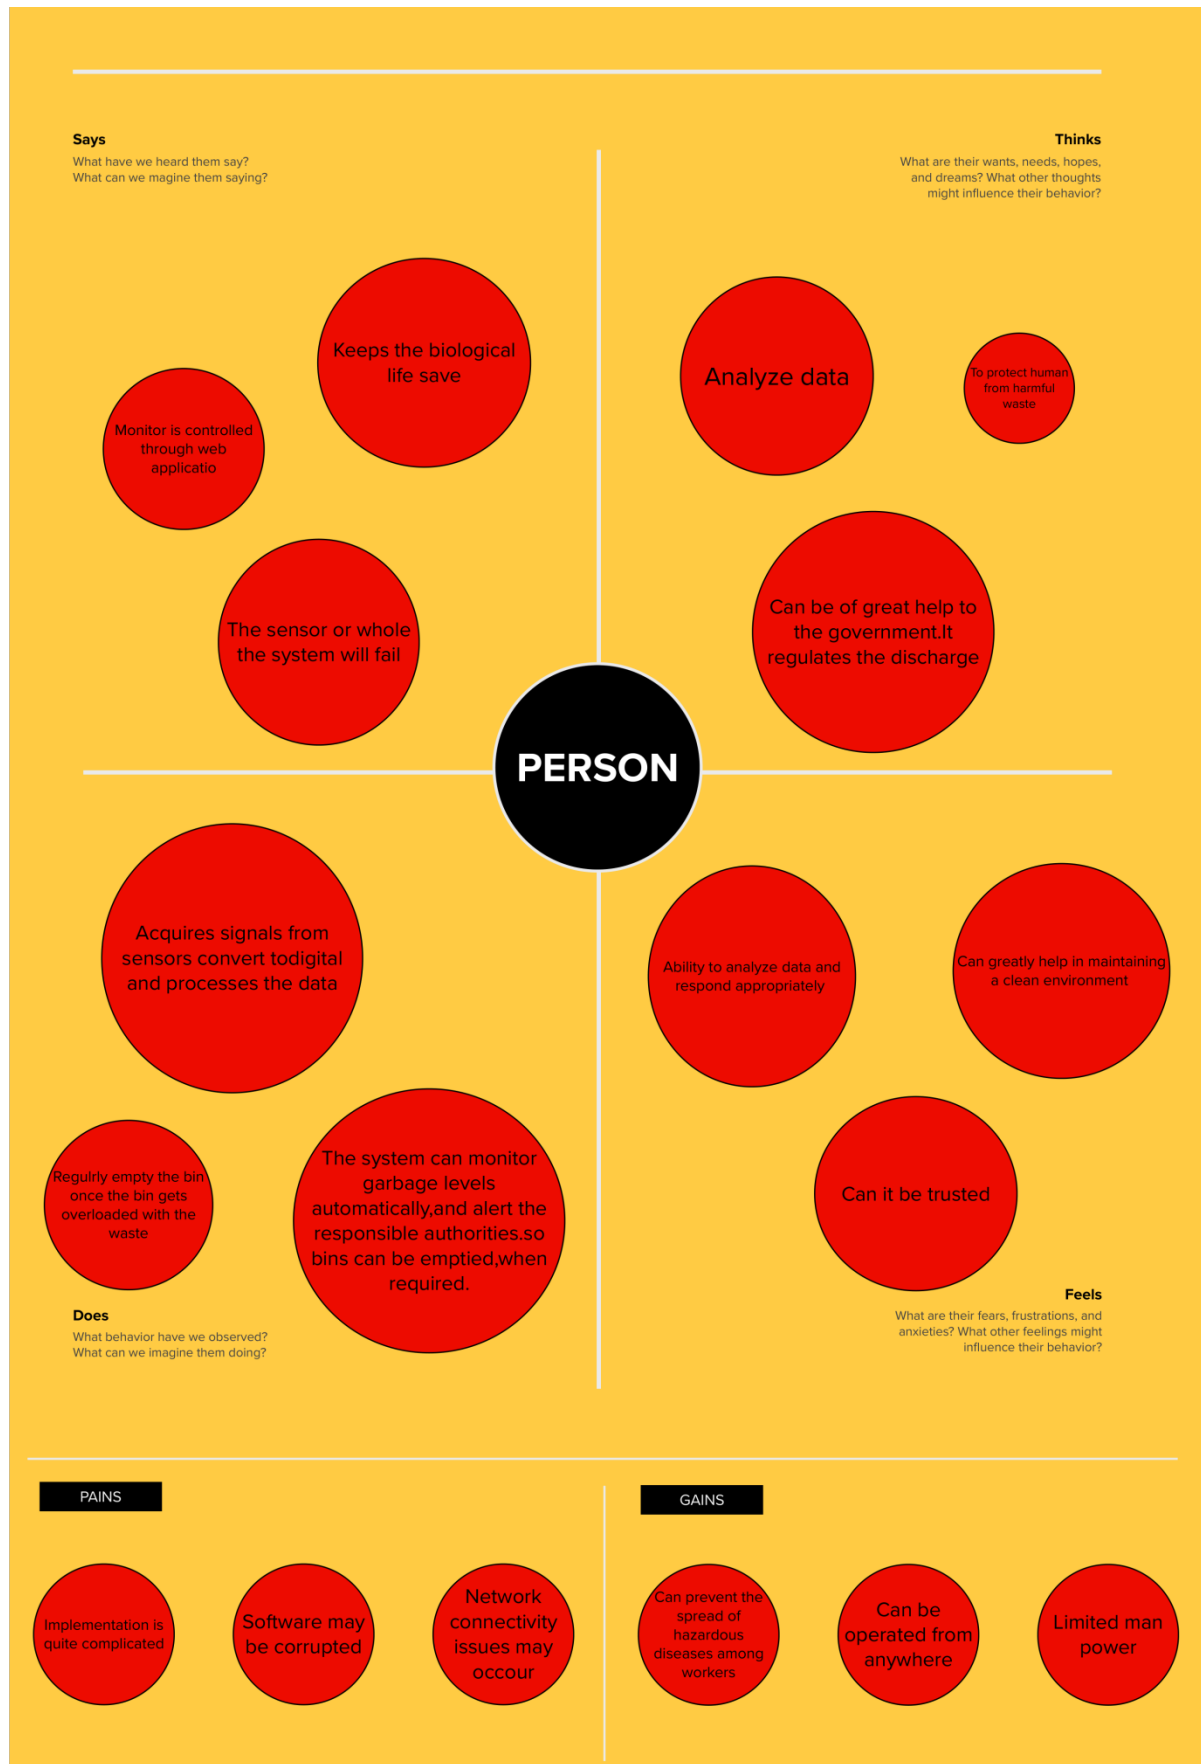 Says
What have we heard them say?
What can we magine them saying?
Thinks
What are their wants, needs, hopes,
and dreams? What other thoughts
might influence their behavior?
Keeps the biological
life save
Monitor is controlled
through web
applicatio
The sensor or whole
the system will fail
Analyze data
To protect human
from harmful
waste
Can be of great help to
the government.It
regulates the discharge
PERSON
Acquires signals from
sensors convert todigital
and processes the data
Reguirly empty the bin
once the bin gets
overloaded with the
waste
The system can monitor
garbage levels
automatically,and alert the
responsible authorities.so
bins can be emptied,when
required.
Does
What behavior have we observed?
What can we imagine them doing?
Ability to analyze data and
respond appropriately
Can greatly help in maintaining
a clean environment
Can it be trusted
Feels
What are their fears, frustrations, and
anxieties? What other feelings might
influence their behavior?
PAINS
Implementation is
quite complicated
Software may
be corrupted
Network
connectivity
issues may
occour
GAINS
Can prevent the
spread of
hazardous
diseases among
workers
Can be
operated from
anywhere
Limited man
power